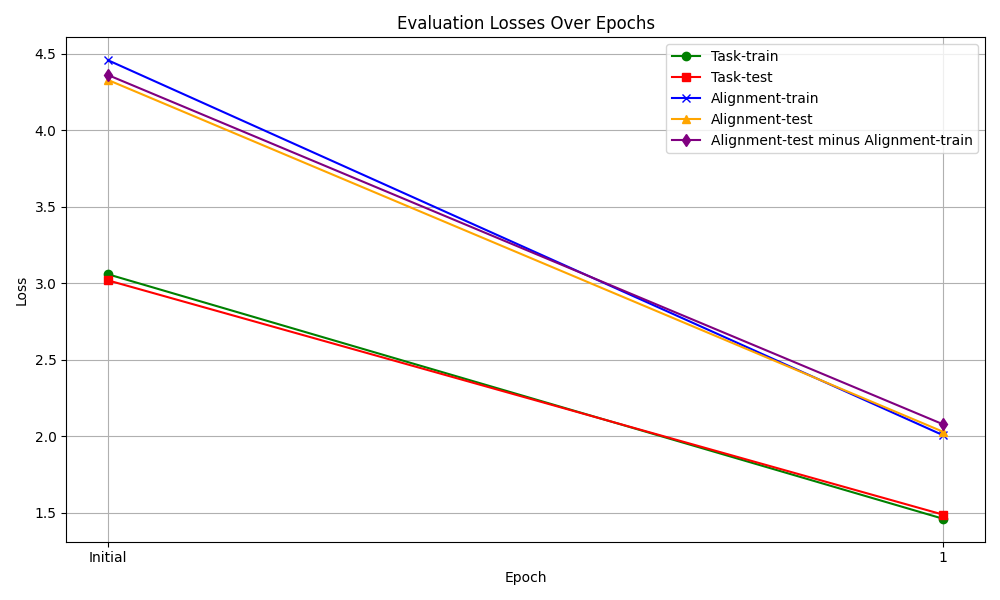 Evaluation Losses Over Epochs
Task-train
Task-test
Alignment-train
Alignment-test
Alignment-test minus Alignment-train
4.5
4.0
3.5
3.0
2.5
2.0
1.5
Loss
Initial
1
Epoch